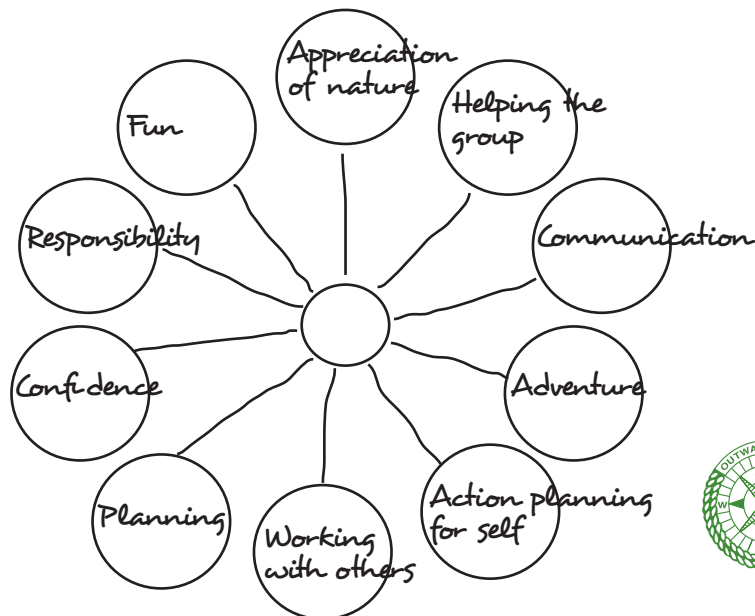 Appreciation
of nature
Helping the
group
Fun
Responsibility
Communication
Confidence
Adventure
Planning
Working
with others
Action planning
for self
W